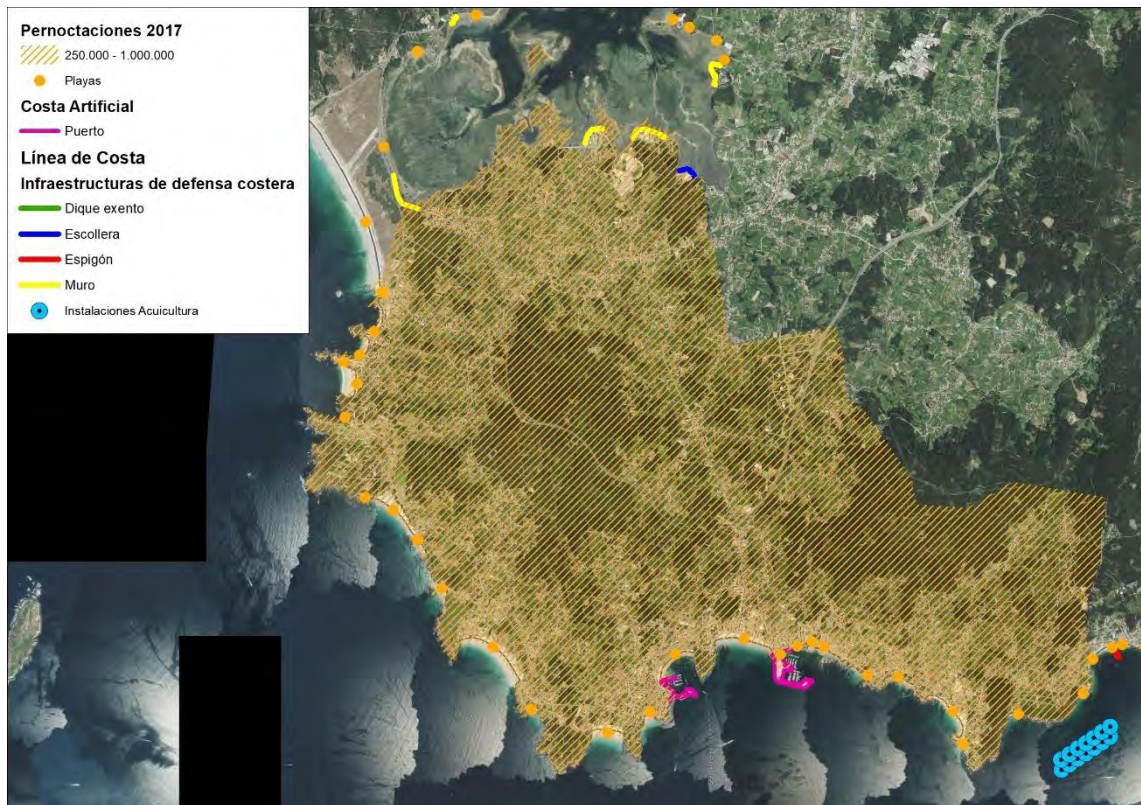 Pernoctaciones 2017
250.000 - 1.000.000
Playas
Costa Artificial
Puerto
Línea de Costa
Infraestructuras de defensa costera
Dique exento
Escollera
Espigón
Muro
Instalaciones Acuicultura